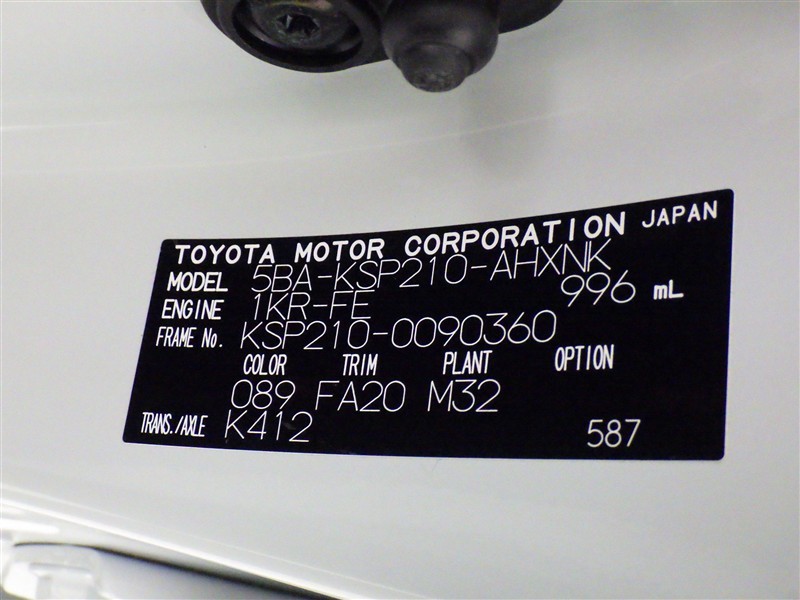 TOYOTA MOTOR CORPORATION JAPAN
MODEL 5BA-KSP210-AHXNK
ENGINE 1KR-FE 996 mL
FRAME No. KSP210-0090360
COLOR TRIM PLANT OPTION
089 FA20 M32
TRANS./AXLE K412 587